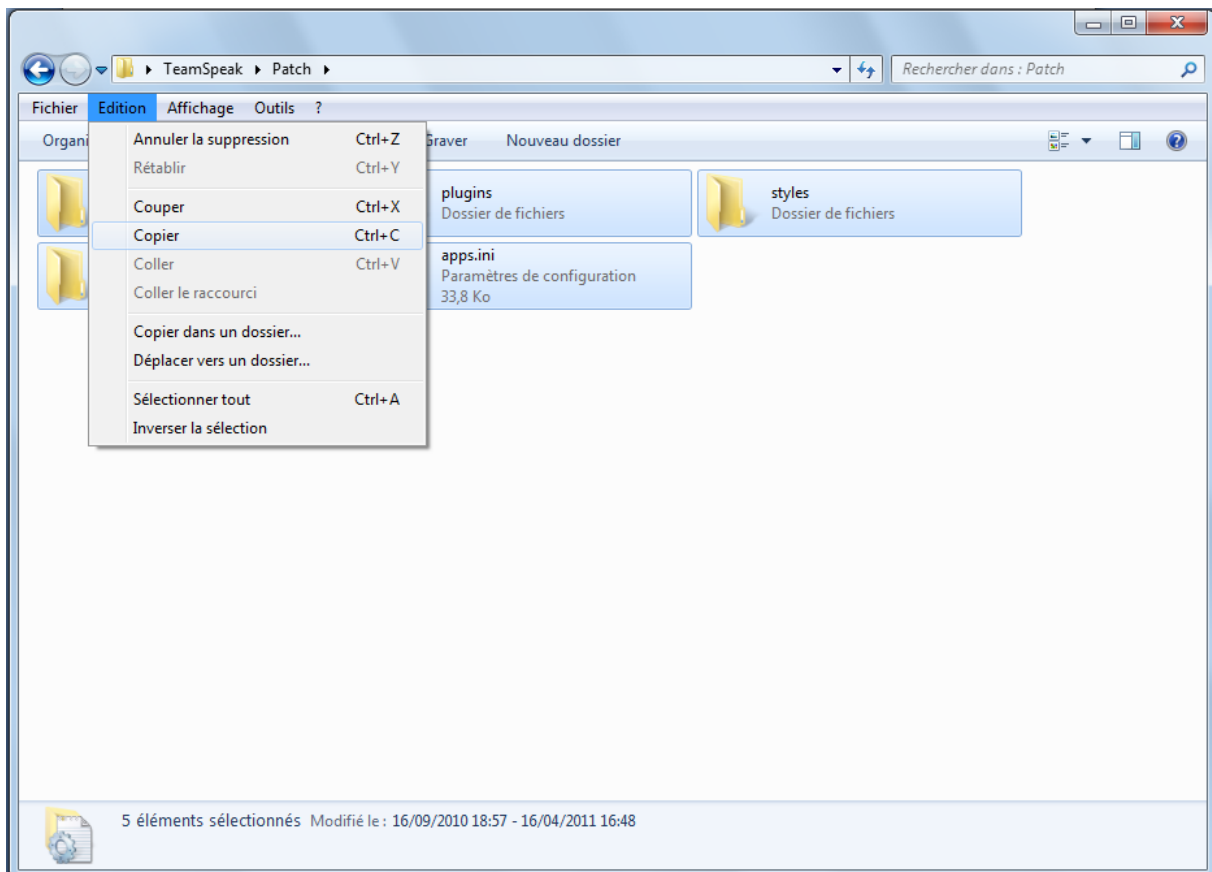 TeamSpeak Patch
Rechercher dans : Patch
Fichier Edition Affichage Outils ?
Organi
Graver Nouveau dossier
Annuler la suppression Ctrl+Z
Rétablir Ctrl+Y
Couper Ctrl+X
Copier Ctrl+C
Coller Ctrl+V
Coller le raccourci
Copier dans un dossier...
Déplacer vers un dossier...
Sélectionner tout Ctrl+A
Inverser la sélection
plugins
Dossier de fichiers
styles
Dossier de fichiers
apps.ini
Paramètres de configuration
33,8 Ko
5 éléments sélectionnés Modifié le : 16/09/2010 18:57 - 16/04/2011 16:48